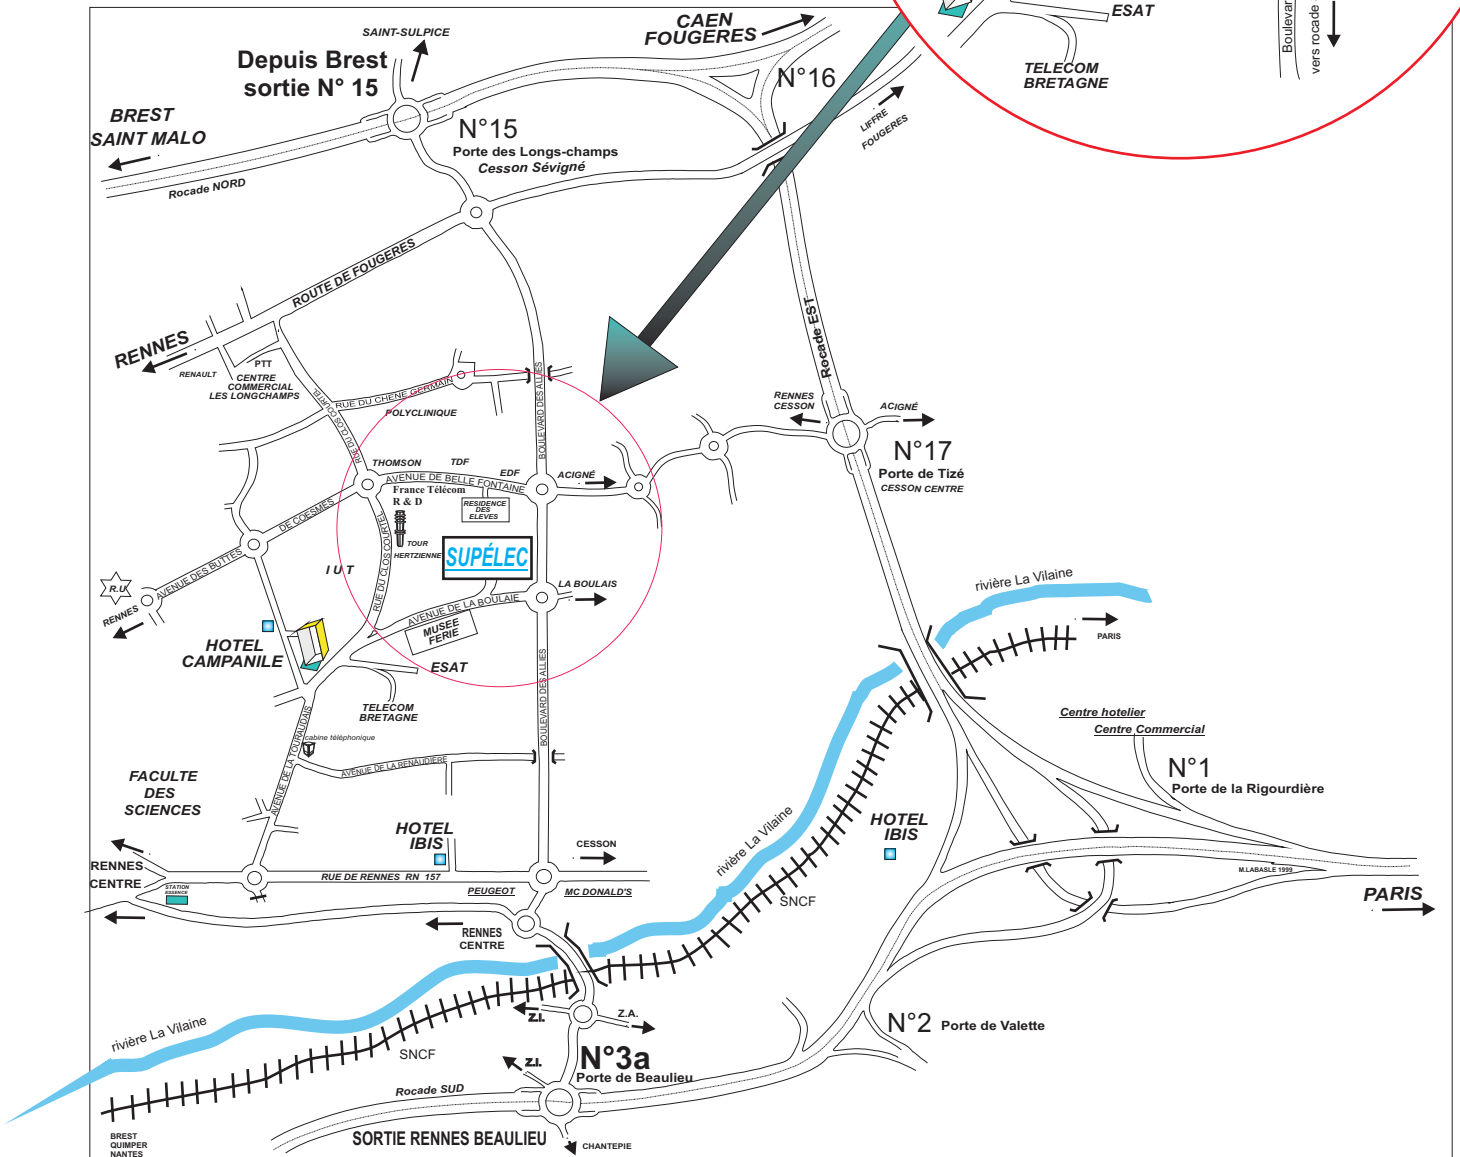 CAEN
FOUGERES
ESAT
TELECOM
BRETAGNE
Boulevar
vers rocade
SAINT-SULPICE
Depuis Brest
sortie N° 15
N°16
LIFFRE
FOUGERES
BREST
SAINT MALO
N°15
Porte des Longs-champs
Cesson Sévigné
Rocade NORD
ROUTE DE FOUGERES
RENNES
RENAULT
PTT
CENTRE
COMMERCIAL
LES LONGCHAMPS
RUE DU CLOS COURTEL
RUE DU CHENE GERMAIN
POLYCLINIQUE
BOULEVARD DES ALLIES
Rocade EST
RENNES
CESSON
ACIGNÉ
N°17
Porte de Tizé
CESSON CENTRE
THOMSON
TDF
EDF
ACIGNÉ
AVENUE DE BELLE FONTAINE
France Télécom
R & D
RESIDENCE
DES
ELEVES
TOUR
HERTZIENNE
SUPÉLEC
AVENUE DES BUTTES
DE COESMES
I U T
RUE DU CLOS COURTEL
R.U
RENNES
LA BOULAIS
AVENUE DE LA BOULAIE
MUSEE
FERIE
HOTEL
CAMPANILE
ESAT
TELECOM
BRETAGNE
rivière La Vilaine
PARIS
BOULEVARD DES ALLIES
cabine téléphonique
AVENUE DE LA TOURAUDAIS
AVENUE DE LA RENAUDIERE
Centre hotelier
Centre Commercial
N°1
Porte de la Rigourdière
FACULTE
DES
SCIENCES
HOTEL
IBIS
HOTEL
IBIS
rivière La Vilaine
CESSON
RENNES
CENTRE
RUE DE RENNES RN 157
STATION
ESSENCE
PEUGEOT
MC DONALD'S
M.LABASLE 1999
PARIS
SNCF
RENNES
CENTRE
Z.I.
Z.A.
N°2 Porte de Valette
rivière La Vilaine
SNCF
Z.I.
N°3a
Porte de Beaulieu
Rocade SUD
SORTIE RENNES BEAULIEU
CHANTEPIE
BREST
QUIMPER
NANTES